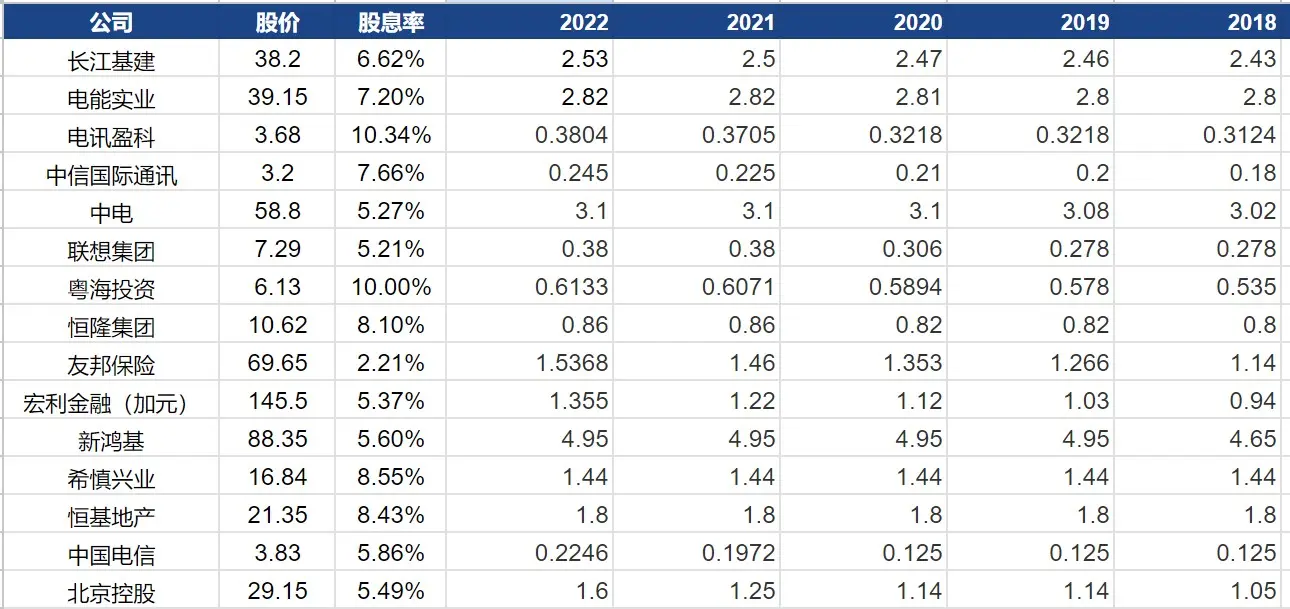 公司 股价 股息率 2022 2021 2020 2019 2018
长江基建 38.2 6.62% 2.53 2.5 2.47 2.46 2.43
电能实业 39.15 7.20% 2.82 2.82 2.81 2.8 2.8
电讯盈科 3.68 10.34% 0.3804 0.3705 0.3218 0.3218 0.3124
中信国际通讯 3.2 7.66% 0.245 0.225 0.21 0.2 0.18
中电 58.8 5.27% 3.1 3.1 3.1 3.08 3.02
联想集团 7.29 5.21% 0.38 0.38 0.306 0.278 0.278
粤海投资 6.13 10.00% 0.6133 0.6071 0.5894 0.578 0.535
恒隆集团 10.62 8.10% 0.86 0.86 0.82 0.82 0.8
友邦保险 69.65 2.21% 1.5368 1.46 1.353 1.266 1.14
宏利金融（加元） 145.5 5.37% 1.355 1.22 1.12 1.03 0.94
新鸿基 88.35 5.60% 4.95 4.95 4.95 4.95 4.65
希慎兴业 16.84 8.55% 1.44 1.44 1.44 1.44 1.44
恒基地产 21.35 8.43% 1.8 1.8 1.8 1.8 1.8
中国电信 3.83 5.86% 0.2246 0.1972 0.125 0.125 0.125
北京控股 29.15 5.49% 1.6 1.25 1.14 1.14 1.05